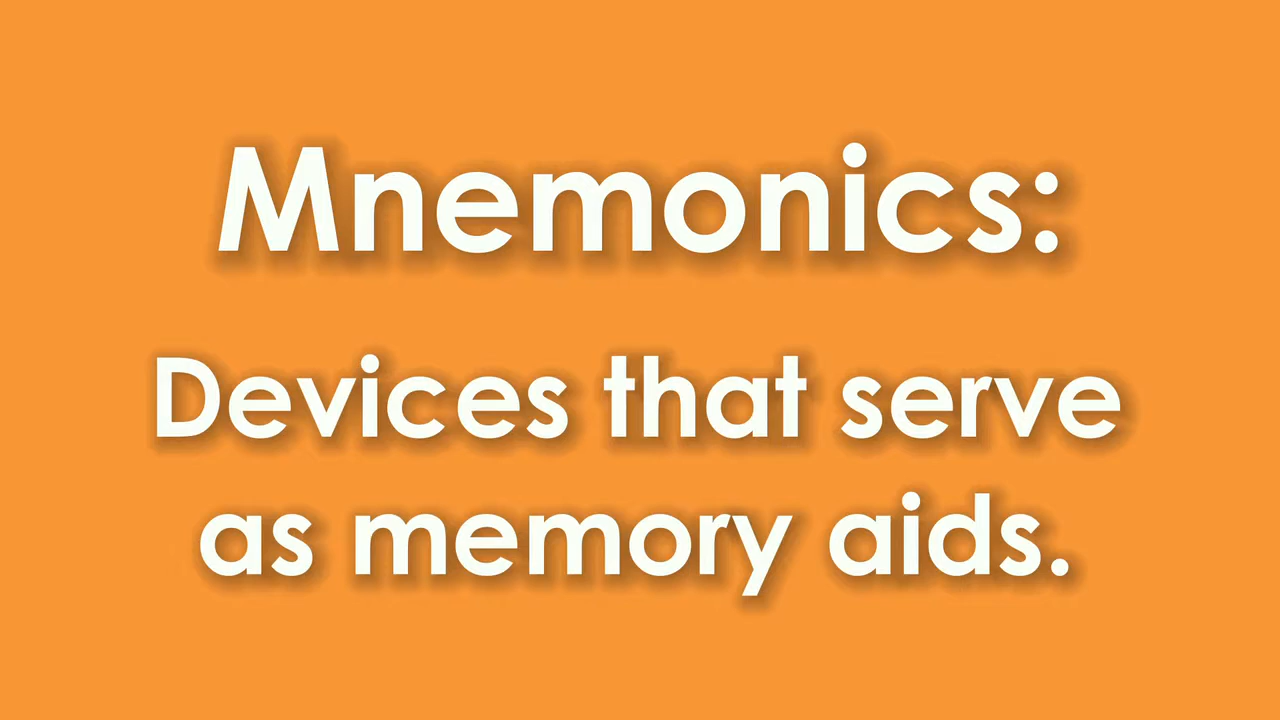 Mnemonics:
Devices that serve
as memory aids.